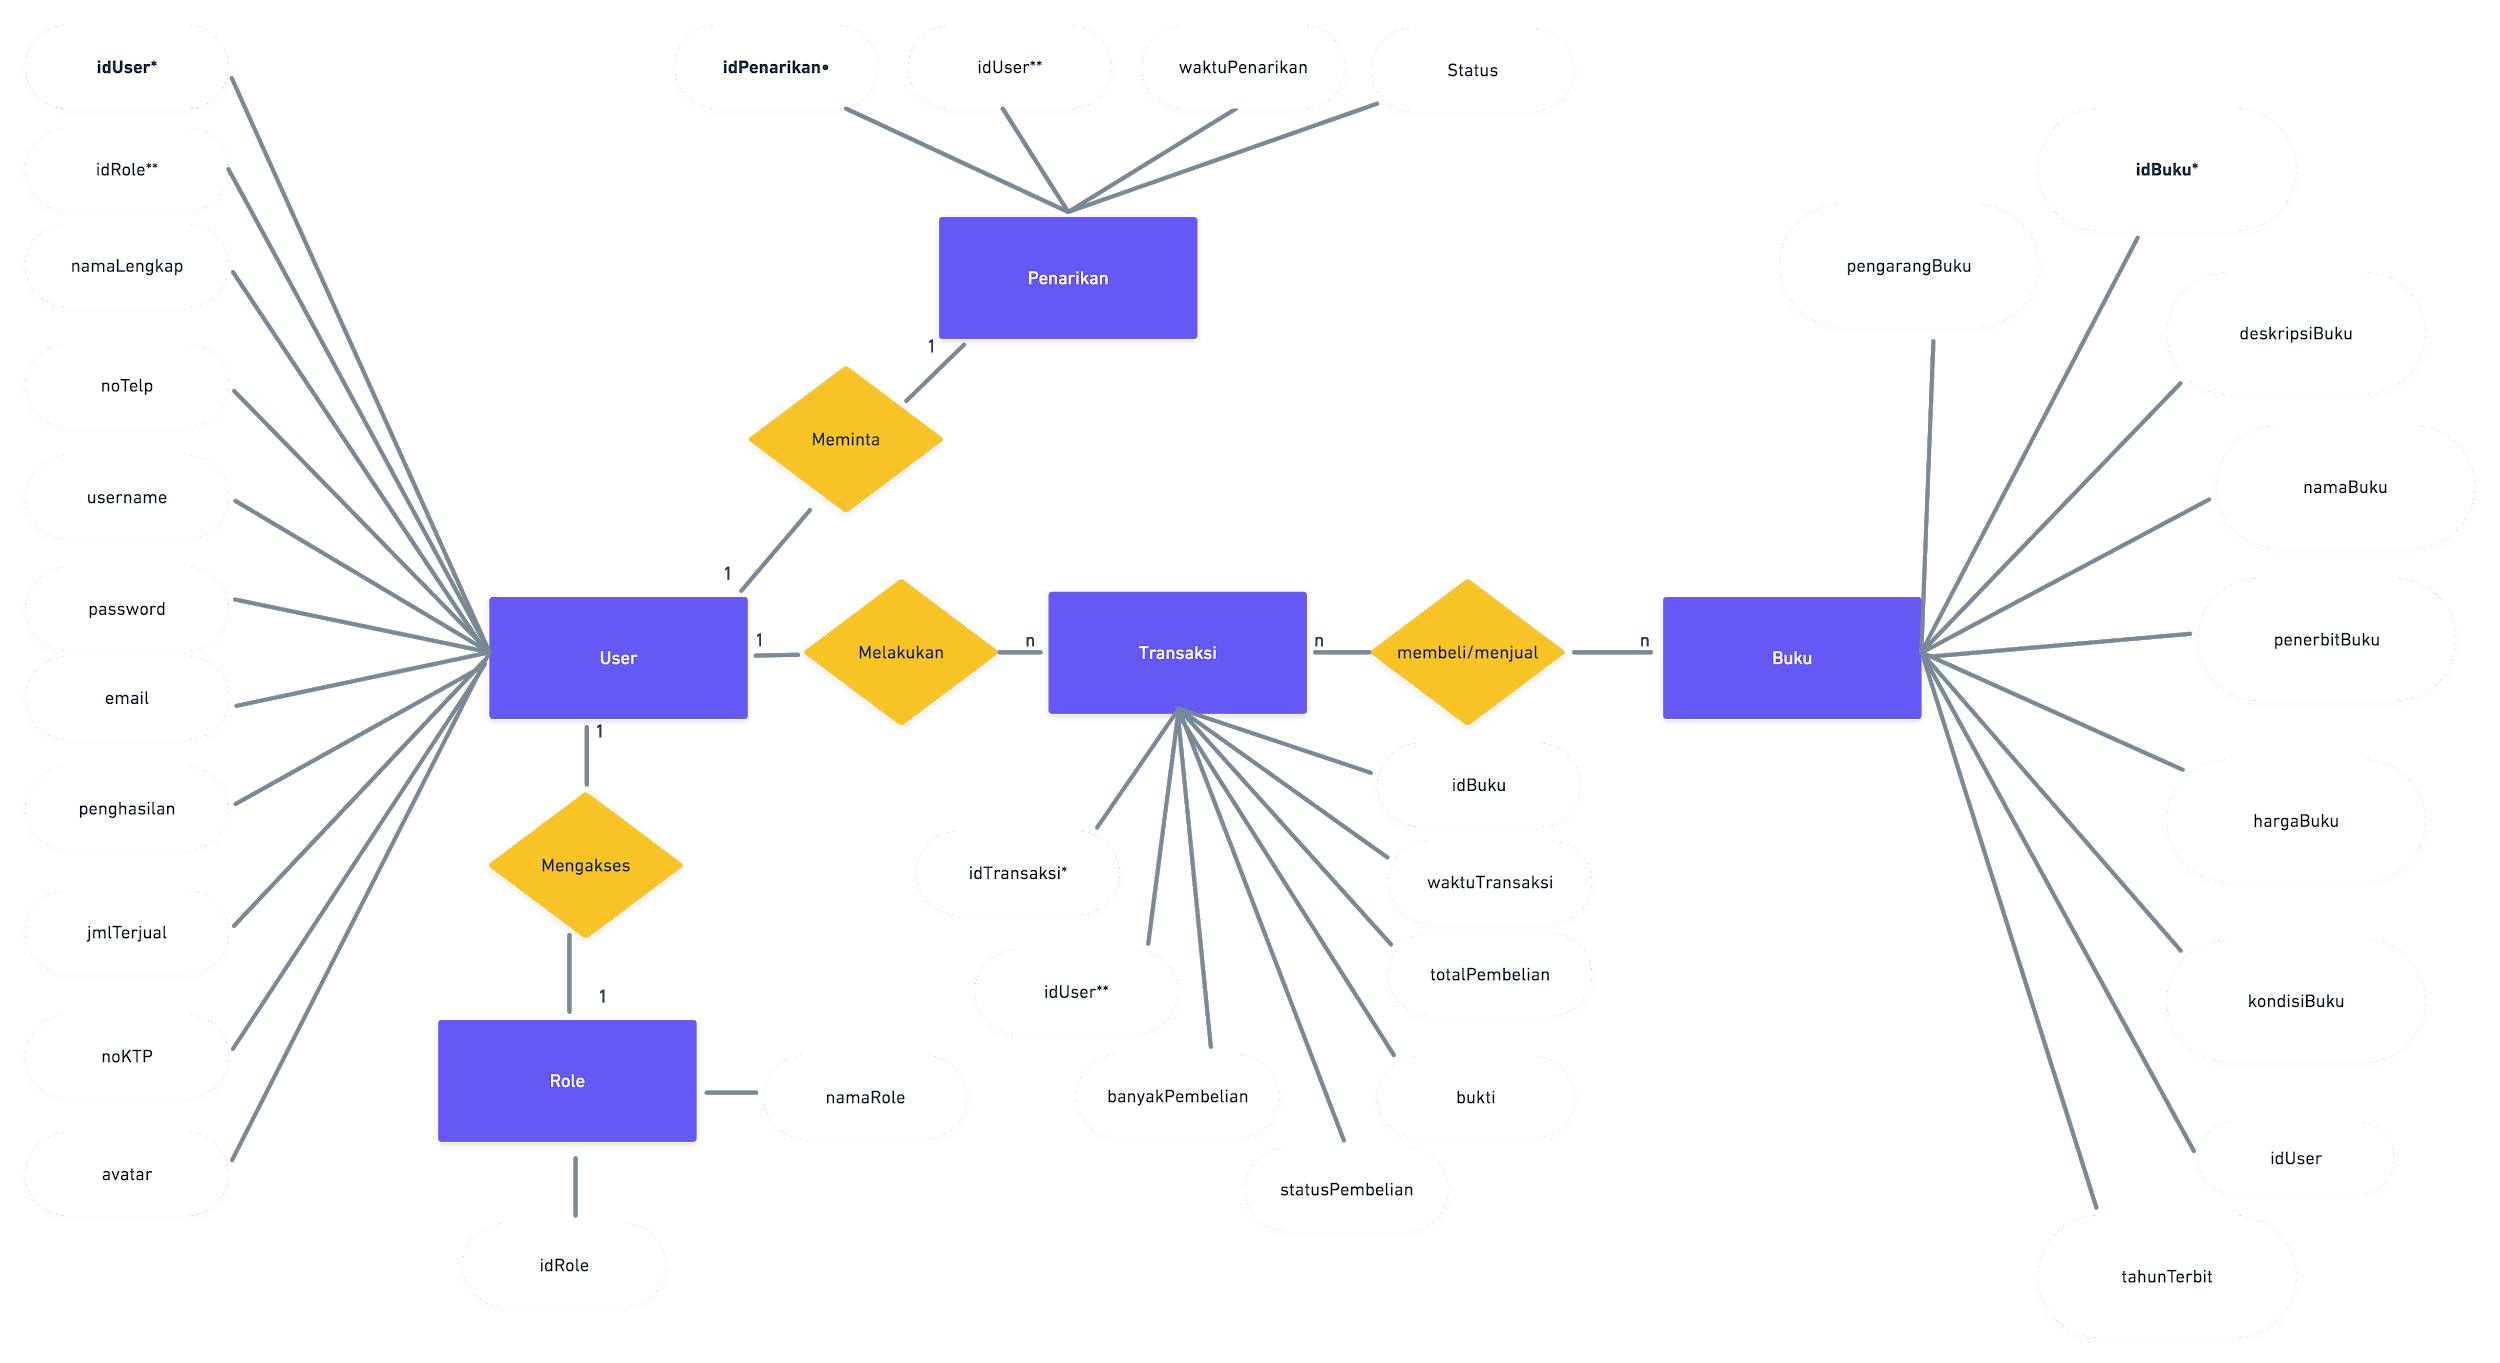 idUser*
idPenarikan•
idUser**
waktuPenarikan
Status
idRole**
idBuku*
namaLengkap
pengarangBuku
Penarikan
deskripsiBuku
1
noTelp
Meminta
namaBuku
username
1
password
1
Melakukan
n
Transaksi
n
membeli/menjual
n
penerbitBuku
User
Buku
email
1
idBuku
penghasilan
hargaBuku
Mengakses
idTransaksi*
waktuTransaksi
jmlTerjual
totalPembelian
idUser**
1
kondisiBuku
noKTP
Role
namaRole
banyakPembelian
bukti
idUser
avatar
statusPembelian
idRole
tahunTerbit